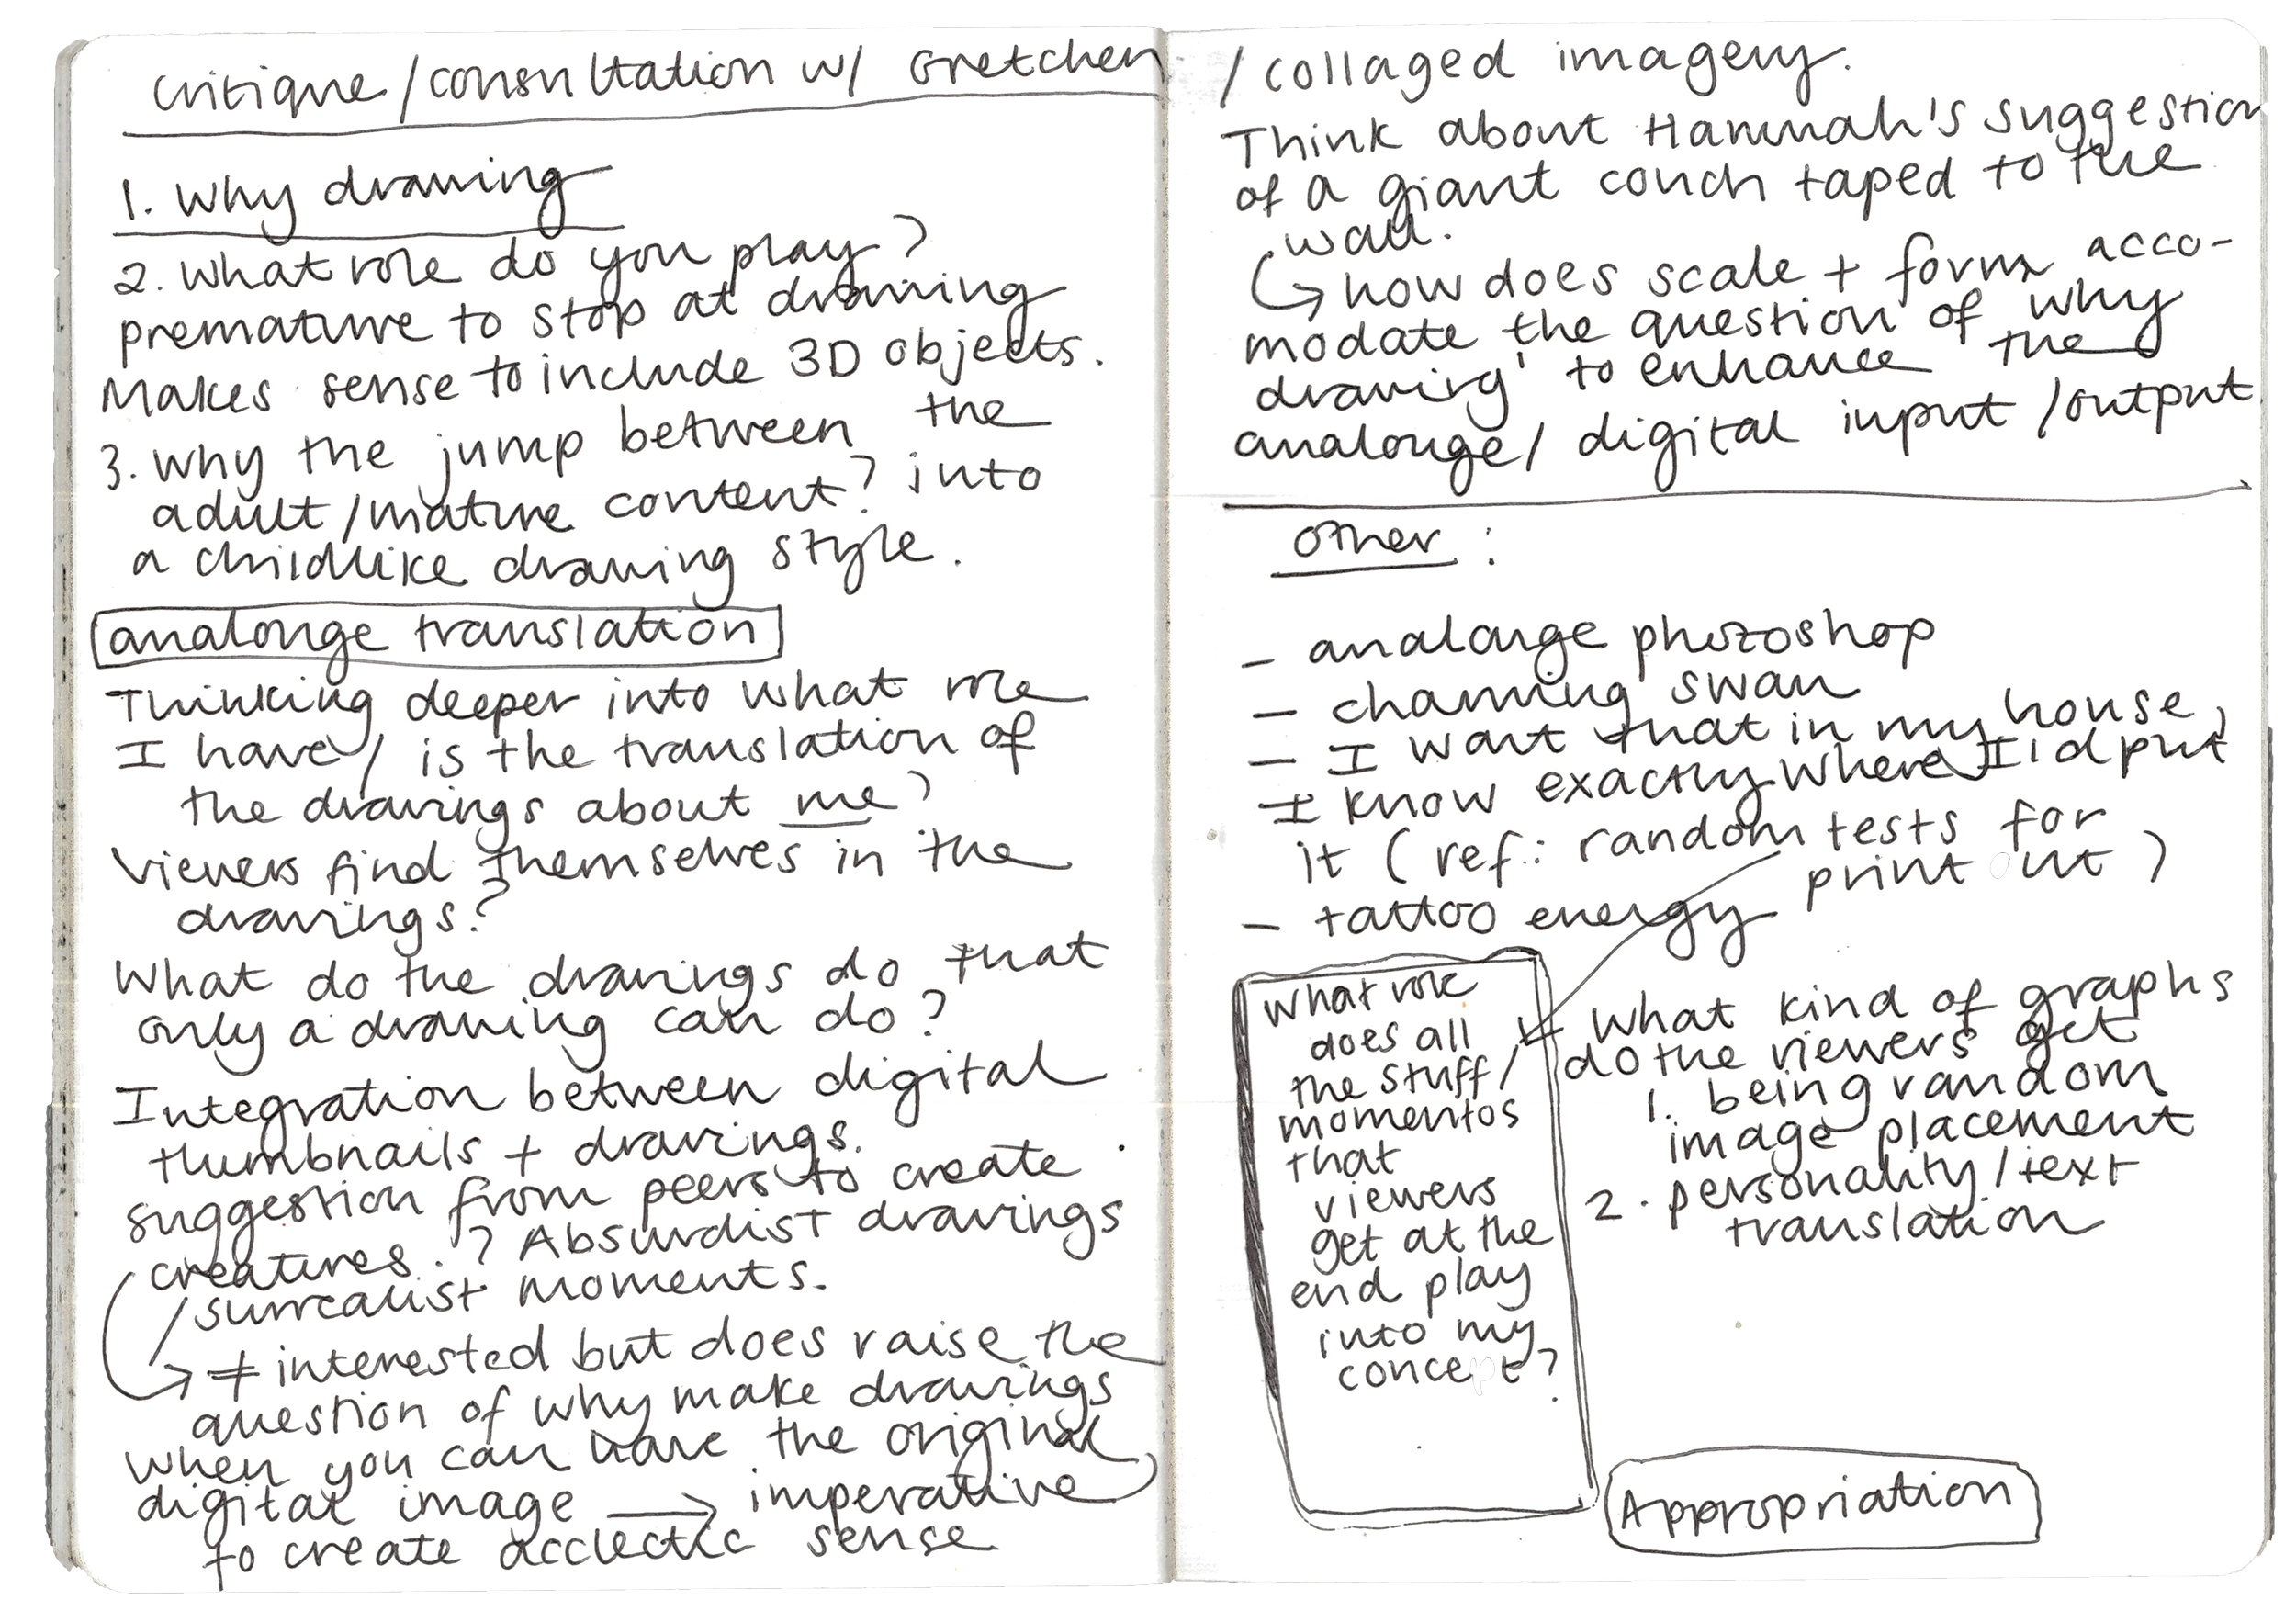 critique/consultation w/ Gretchen
1. Why drawing
2. What role do you play?
premature to stop at drawing
Makes sense to include 3D objects.
3. Why the jump between the
adult/mature content? into
a childlike drawing style.
analouge translation
Thinking deeper into what role
I have / is the translation of
the drawings about me?
Viewers find themselves in the
drawings?
What do the drawings do that
only a drawing can do?
Integration between digital
thumbnails + drawings.
suggestion from peers to create
creatures.? Absurdist drawings
/surrealist moments.
→ ≠ interested but does raise the
question of why make drawings
when you can have the original
digital image → imperative
to create acclectic sense
/collaged imagery.
Think about Hannah's suggestion
of a giant couch taped to the
wall.
↳ how does scale + form acco-
modate the question of 'why
drawing' to enhance the
analouge/digital input/output
other:
- analouge photoshop
- channing swan
- I want that in my house,
I know exactly where I'd put
it (ref: random tests for
print out)
- tattoo energy
What role
does all
the stuff/
momentos
that
viewers
get at the
end play
into my
concept?
What kind of graphs
do the viewers get
1. being random
image placement
2. personality/text
translation
Appropriation